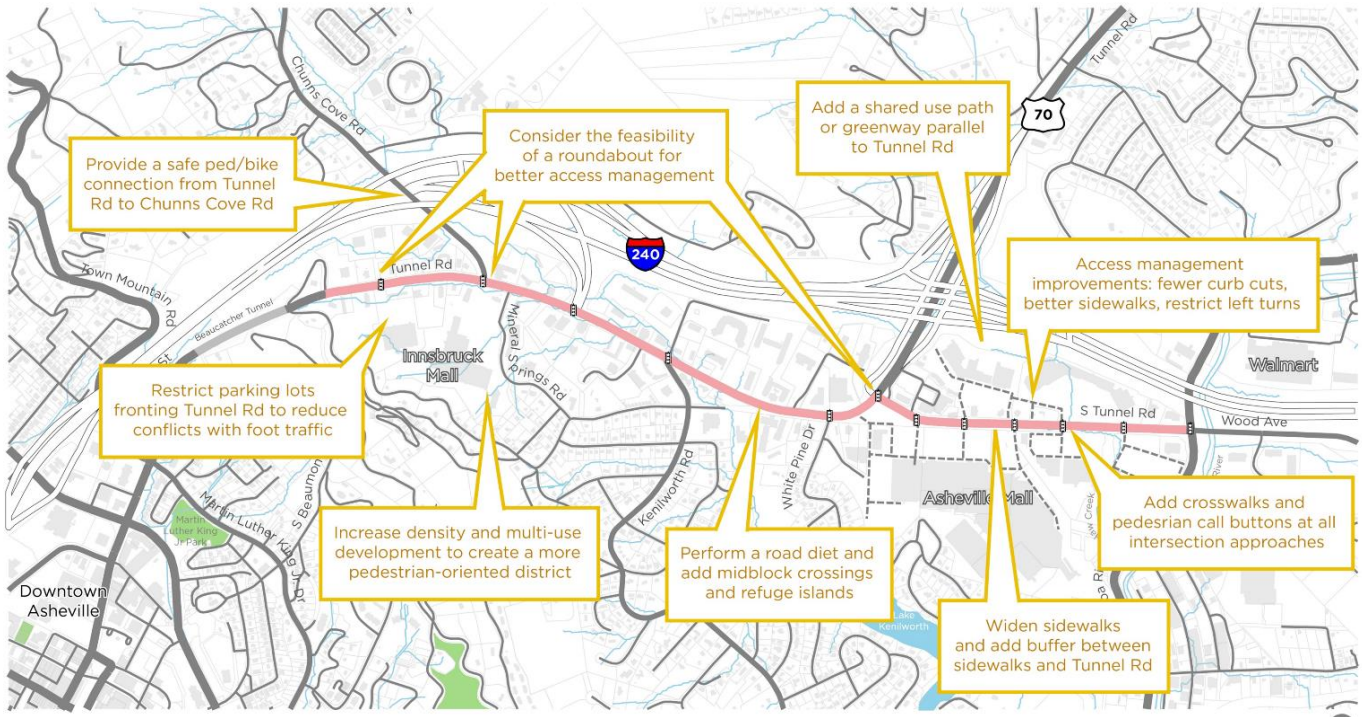 Tunnel Rd
70
Chunns Cove Rd
Add a shared use path
or greenway parallel
to Tunnel Rd
Consider the feasibility
of a roundabout for
better access management
Provide a safe ped/bike
connection from Tunnel
Rd to Chunns Cove Rd
240
Access management
improvements: fewer curb cuts,
better sidewalks, restrict left turns
Town Mountain
Rd
Tunnel Rd
Beaucatcher Tunnel
St
Mineral Springs Rd
Innsbruck
Mall
Walmart
Restrict parking lots
fronting Tunnel Rd to reduce
conflicts with foot traffic
S Tunnel Rd
Wood Ave
White Pine Dr
Kenilworth Rd
S Beaumon
Martin Luther King Jr Dr
Martin
Luther King
Jr Park
Asheville Mall
River
Creek
Increase density and multi-use
development to create a more
pedestrian-oriented district
Perform a road diet and
add midblock crossings
and refuge islands
Add crosswalks and
pedesrian call buttons at all
intersection approaches
Downtown
Asheville
Lake
Kenilworth
Widen sidewalks
and add buffer between
sidewalks and Tunnel Rd